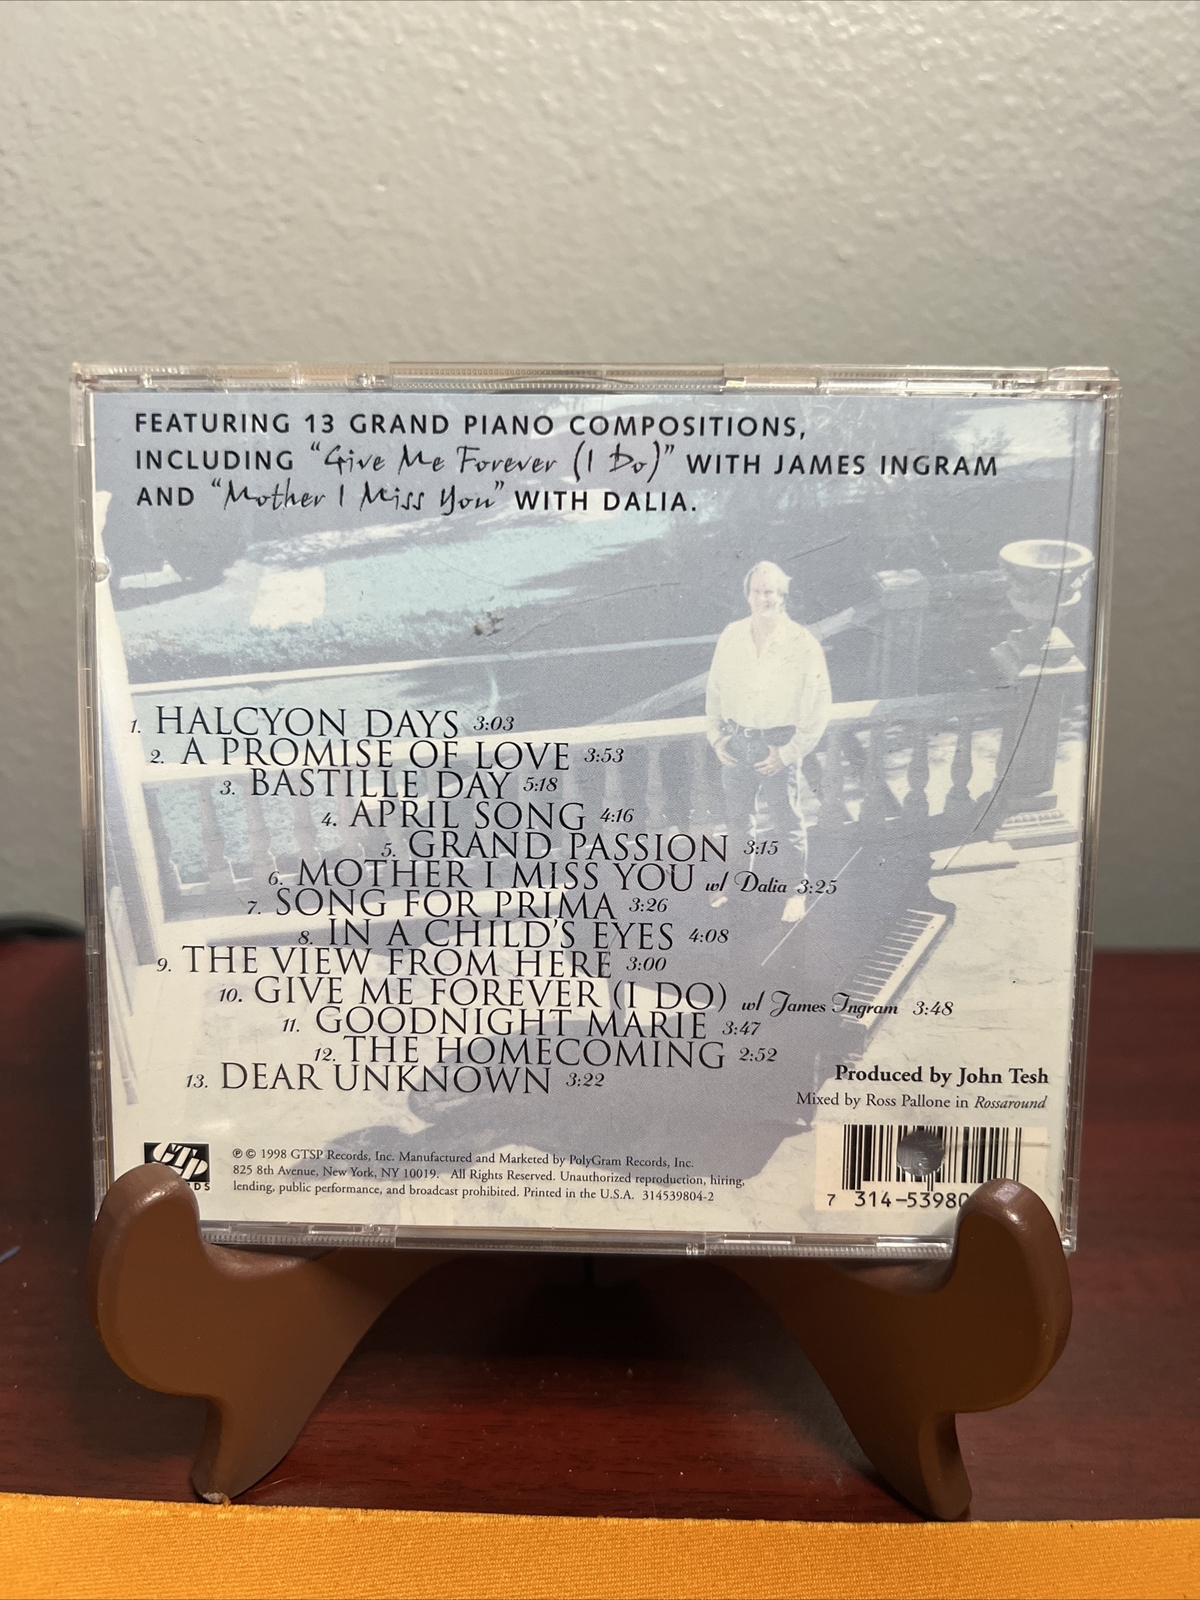 FEATURING 13 GRAND PIANO COMPOSITIONS,
INCLUDING “Give Me Forever (I Do)” WITH JAMES INGRAM
AND “Mother I Miss You” WITH DALIA.
1. HALCYON DAYS 3:03
2. A PROMISE OF LOVE 3:53
3. BASTILLE DAY 5:18
4. APRIL SONG 4:16
5. GRAND PASSION 3:15
6. MOTHER I MISS YOU w/ Dalia 3:25
7. SONG FOR PRIMA 3:26
8. IN A CHILD'S EYES 4:08
9. THE VIEW FROM HERE 3:00
10. GIVE ME FOREVER (I DO) w/ James Ingram 3:48
11. GOODNIGHT MARIE 3:47
12. THE HOMECOMING 2:52
13. DEAR UNKNOWN 3:22
Produced by John Tesh
Mixed by Ross Pallone in Rossaround
GTSP
℗ © 1998 GTSP Records, Inc. Manufactured and Marketed by PolyGram Records, Inc.
825 8th Avenue, New York, NY 10019. All Rights Reserved. Unauthorized reproduction, hiring,
lending, public performance, and broadcast prohibited. Printed in the U.S.A. 314539804-2
7 314-53980